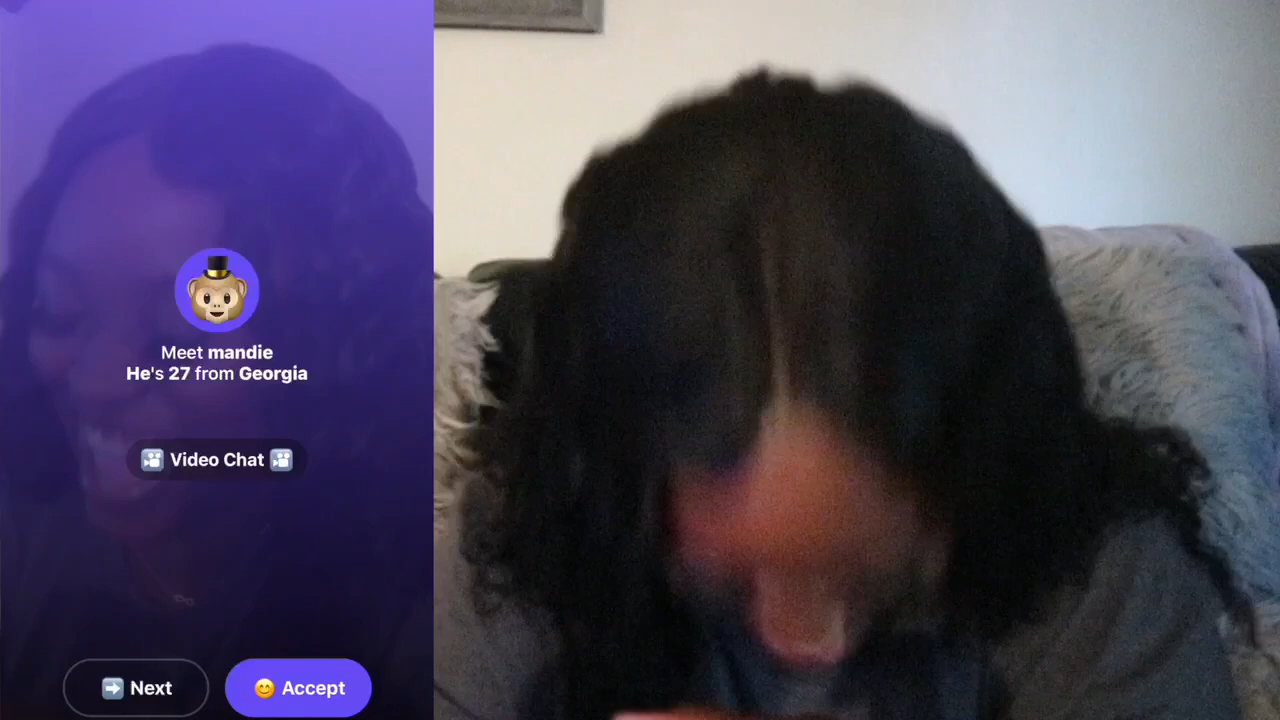 Meet mandie
He's 27 from Georgia
Video Chat
Next
Accept